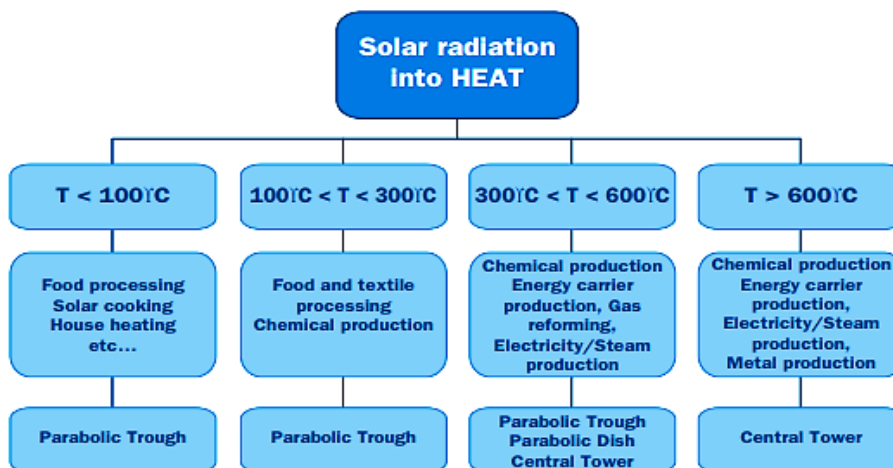 Solar radiation
into HEAT
T < 100ϒC
100ϒC < T < 300ϒC
300ϒC < T < 600ϒC
T > 600ϒC
Food processing
Solar cooking
House heating
etc...
Food and textile
processing
Chemical production
Chemical production
Energy carrier
production, Gas
reforming,
Electricity/Steam
production
Chemical production
Energy carrier
production,
Electricity/Steam
production,
Metal production
Parabolic Trough
Parabolic Trough
Parabolic Trough
Parabolic Dish
Central Tower
Central Tower